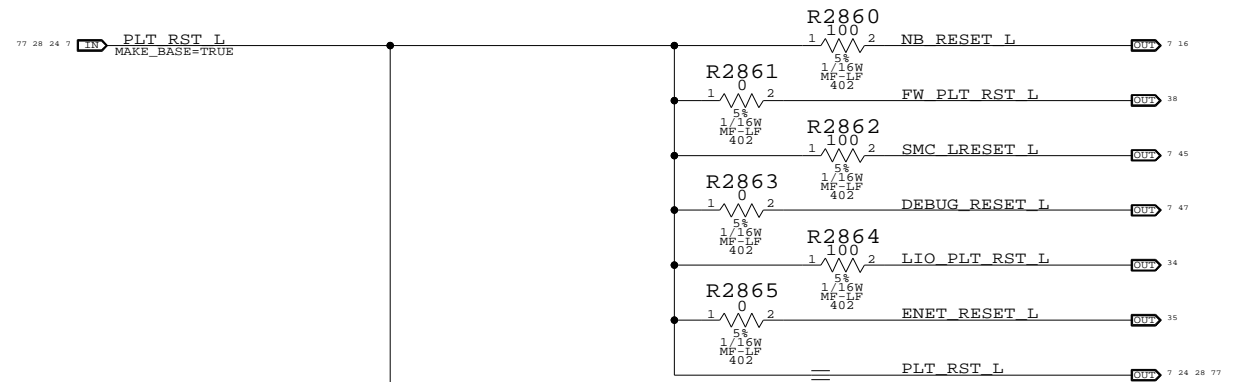 77 28 24 7 IN PLT_RST_L
MAKE_BASE=TRUE
R2860
100
1 2 NB_RESET_L OUT 7 16
5%
1/16W
MF-LF
402
R2861
0
1 2 FW_PLT_RST_L OUT 38
5%
1/16W
MF-LF
402
R2862
100
1 2 SMC_LRESET_L OUT 7 45
5%
1/16W
MF-LF
402
R2863
0
1 2 DEBUG_RESET_L OUT 7 47
5%
1/16W
MF-LF
402
R2864
100
1 2 LIO_PLT_RST_L OUT 34
5%
1/16W
MF-LF
402
R2865
0
1 2 ENET_RESET_L OUT 35
5%
1/16W
MF-LF
402
PLT_RST_L OUT 7 24 28 77